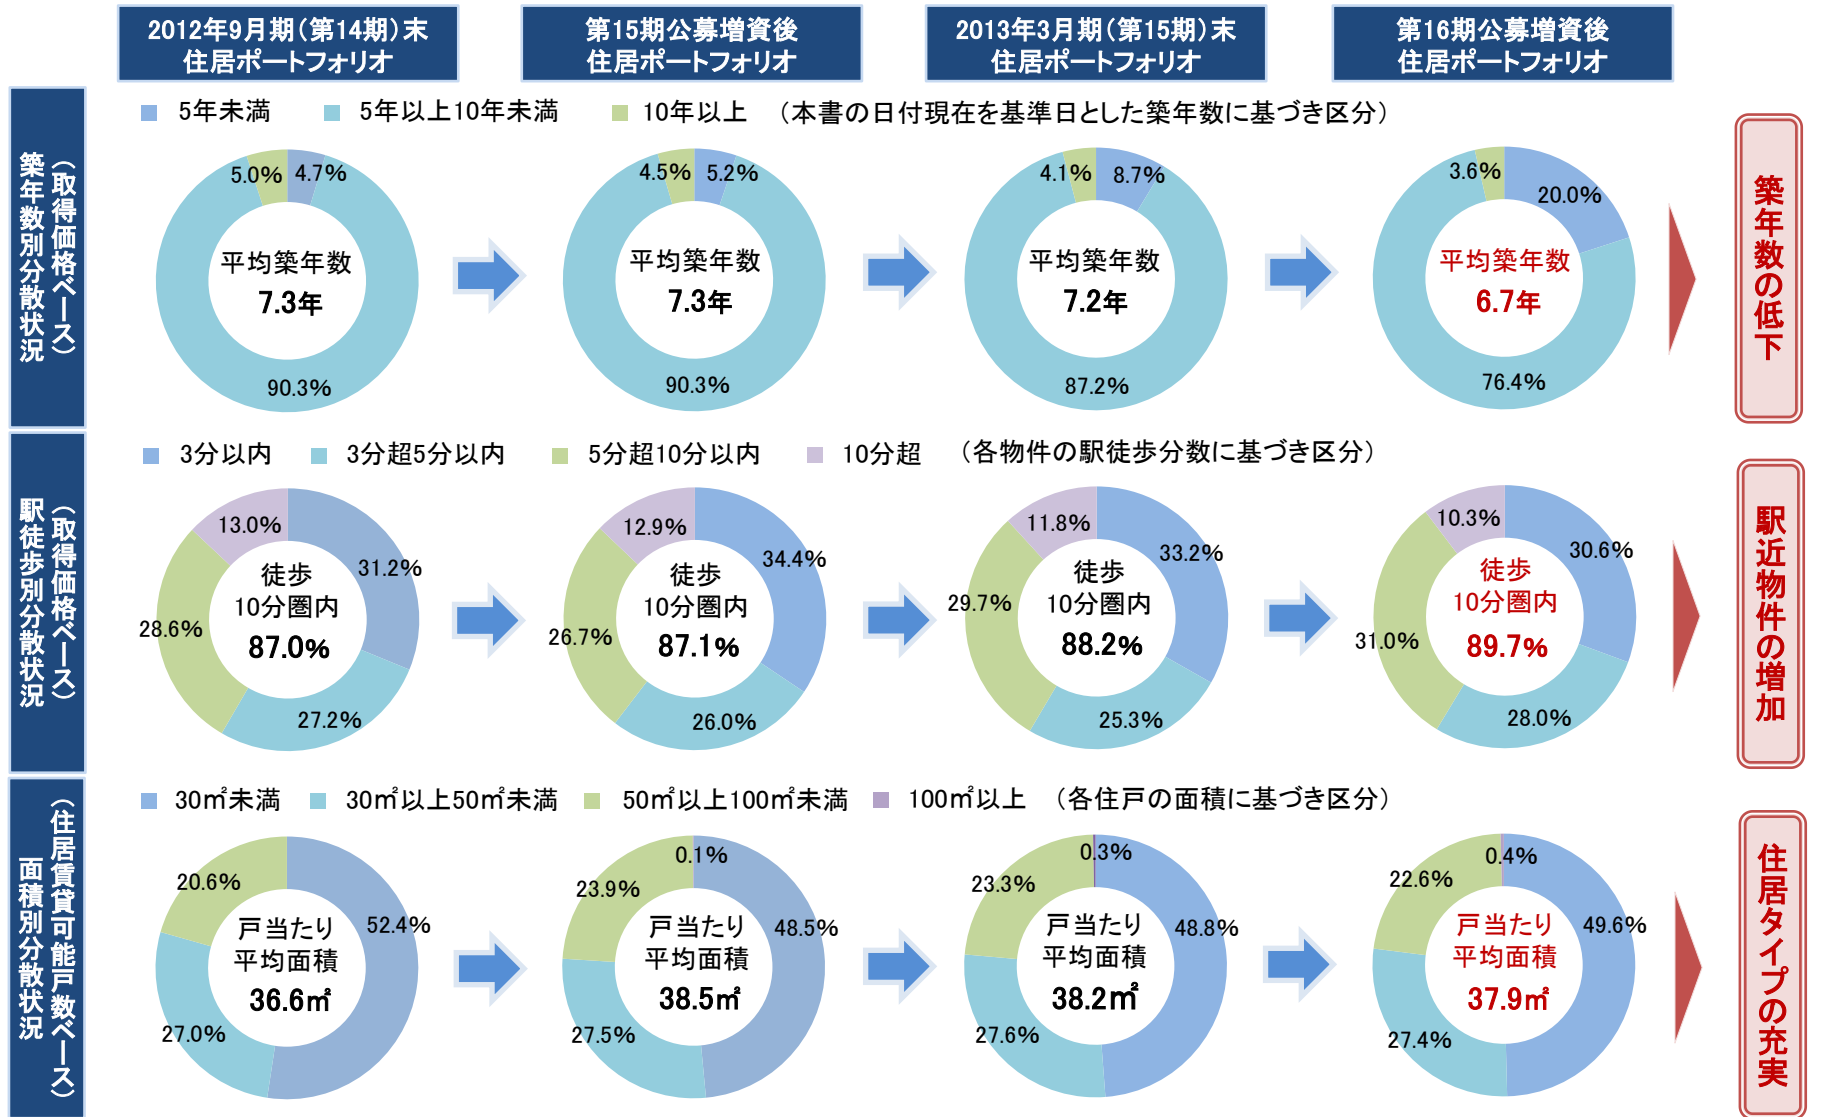 2012年9月期（第14期）末
住居ポートフォリオ
第15期公募増資後
住居ポートフォリオ
2013年3月期（第15期）末
住居ポートフォリオ
第16期公募増資後
住居ポートフォリオ
（取得価格ベース）
築年数別分散状況
5年未満
5年以上10年未満
10年以上
（本書の日付現在を基準日とした築年数に基づき区分）
5.0%
4.7%
平均築年数
7.3年
90.3%
4.5%
5.2%
平均築年数
7.3年
90.3%
4.1%
8.7%
平均築年数
7.2年
87.2%
3.6%
20.0%
平均築年数
6.7年
76.4%
築年数の低下
（取得価格ベース）
駅徒歩別分散状況
3分以内
3分超5分以内
5分超10分以内
10分超
（各物件の駅徒歩分数に基づき区分）
13.0%
31.2%
徒歩
10分圏内
87.0%
28.6%
27.2%
12.9%
34.4%
徒歩
10分圏内
87.1%
26.7%
26.0%
11.8%
33.2%
徒歩
10分圏内
88.2%
29.7%
25.3%
10.3%
30.6%
徒歩
10分圏内
89.7%
31.0%
28.0%
駅近物件の増加
（住居賃貸可能戸数ベース）
面積別分散状況
30㎡未満
30㎡以上50㎡未満
50㎡以上100㎡未満
100㎡以上
（各住戸の面積に基づき区分）
20.6%
52.4%
戸当たり
平均面積
36.6㎡
27.0%
0.1%
23.9%
48.5%
戸当たり
平均面積
38.5㎡
27.5%
0.3%
23.3%
48.8%
戸当たり
平均面積
38.2㎡
27.6%
0.4%
22.6%
49.6%
戸当たり
平均面積
37.9㎡
27.4%
住居タイプの充実